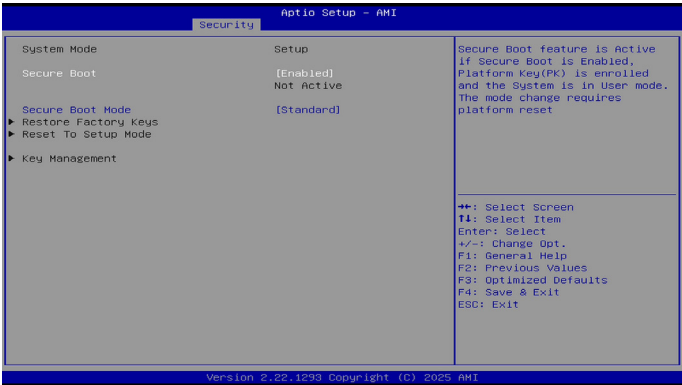 Aptio Setup - AMI
Security
System Mode Setup
Secure Boot [Enabled]
Not Active
Secure Boot Mode [Standard]
▶ Restore Factory Keys
▶ Reset To Setup Mode
▶ Key Management
Secure Boot feature is Active
if Secure Boot is Enabled,
Platform Key(PK) is enrolled
and the System is in User mode.
The mode change requires
platform reset
→←: Select Screen
↑↓: Select Item
Enter: Select
+/-: Change Opt.
F1: General Help
F2: Previous Values
F3: Optimized Defaults
F4: Save & Exit
ESC: Exit
Version 2.22.1293 Copyright (C) 2025 AMI